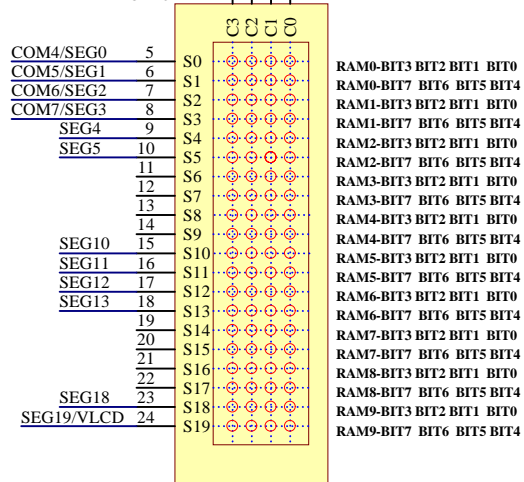 C3 C2 C1 C0
COM4/SEG0 5 S0 RAM0-BIT3 BIT2 BIT1 BIT0
COM5/SEG1 6 S1 RAM0-BIT7 BIT6 BIT5 BIT4
COM6/SEG2 7 S2 RAM1-BIT3 BIT2 BIT1 BIT0
COM7/SEG3 8 S3 RAM1-BIT7 BIT6 BIT5 BIT4
SEG4 9 S4 RAM2-BIT3 BIT2 BIT1 BIT0
SEG5 10 S5 RAM2-BIT7 BIT6 BIT5 BIT4
11 S6 RAM3-BIT3 BIT2 BIT1 BIT0
12 S7 RAM3-BIT7 BIT6 BIT5 BIT4
13 S8 RAM4-BIT3 BIT2 BIT1 BIT0
14 S9 RAM4-BIT7 BIT6 BIT5 BIT4
SEG10 15 S10 RAM5-BIT3 BIT2 BIT1 BIT0
SEG11 16 S11 RAM5-BIT7 BIT6 BIT5 BIT4
SEG12 17 S12 RAM6-BIT3 BIT2 BIT1 BIT0
SEG13 18 S13 RAM6-BIT7 BIT6 BIT5 BIT4
19 S14 RAM7-BIT3 BIT2 BIT1 BIT0
20 S15 RAM7-BIT7 BIT6 BIT5 BIT4
21 S16 RAM8-BIT3 BIT2 BIT1 BIT0
22 S17 RAM8-BIT7 BIT6 BIT5 BIT4
SEG18 23 S18 RAM9-BIT3 BIT2 BIT1 BIT0
SEG19/VLCD 24 S19 RAM9-BIT7 BIT6 BIT5 BIT4